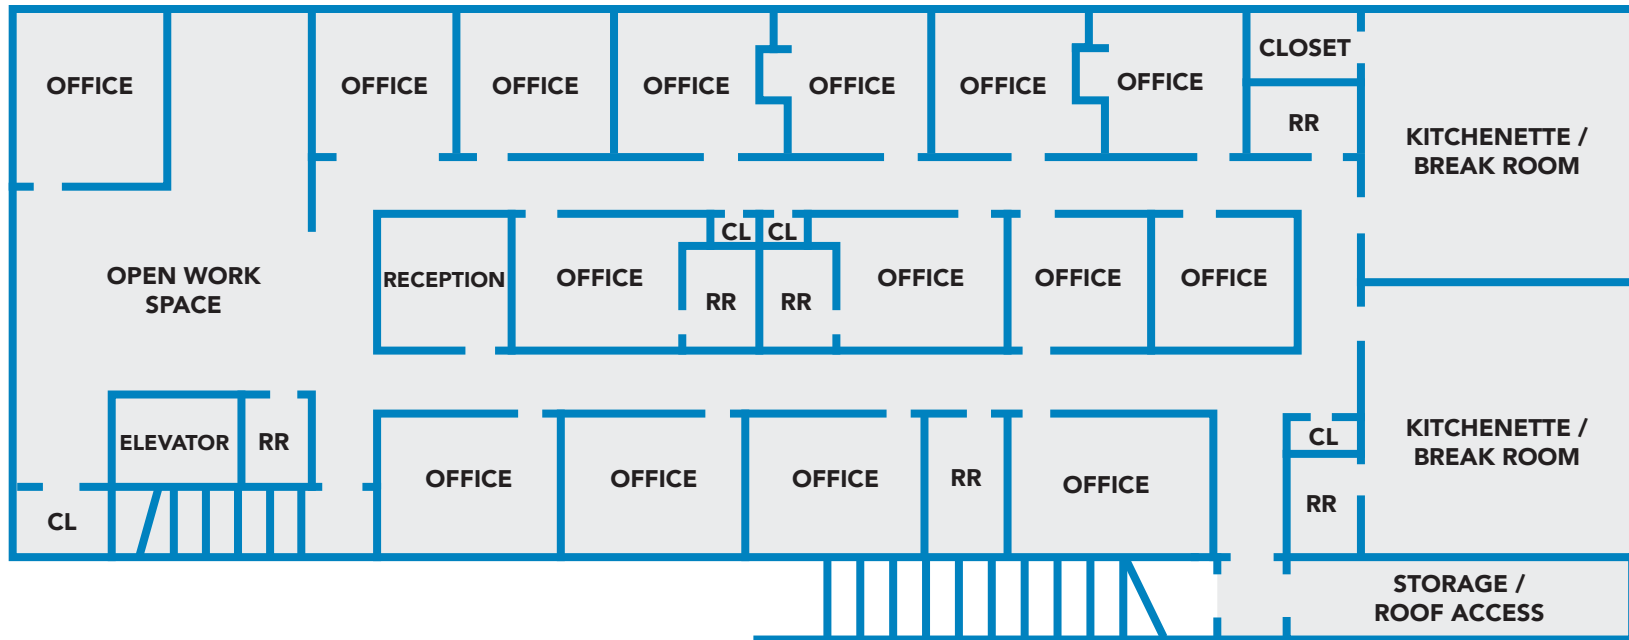 CLOSET
OFFICE
OFFICE
OFFICE
OFFICE
OFFICE
OFFICE
OFFICE
RR
KITCHENETTE /
BREAK ROOM
CL
CL
OPEN WORK
SPACE
RECEPTION
OFFICE
RR
RR
OFFICE
OFFICE
OFFICE
ELEVATOR
RR
CL
KITCHENETTE /
BREAK ROOM
OFFICE
OFFICE
OFFICE
RR
OFFICE
CL
RR
STORAGE /
ROOF ACCESS